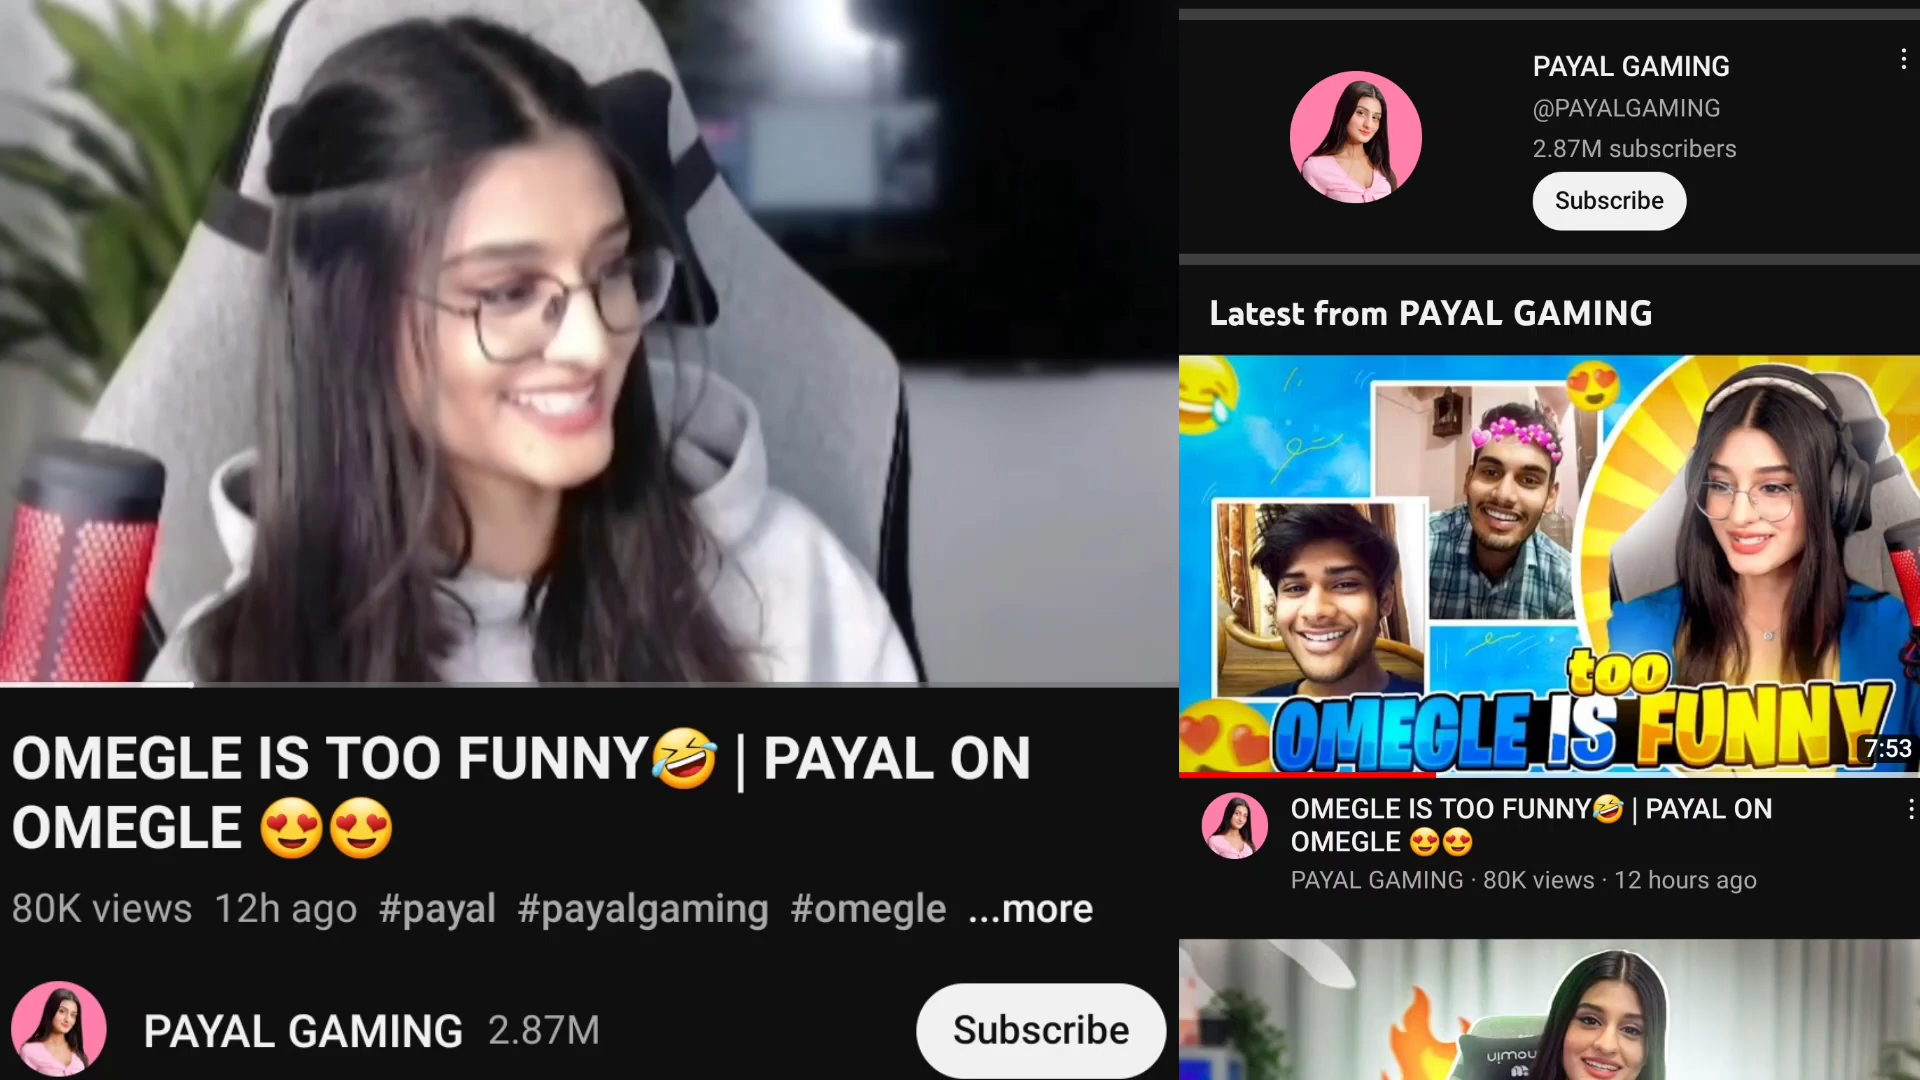 OMEGLE IS TOO FUNNY🤣 | PAYAL ON
OMEGLE 😍😍
80K views 12h ago #payal #payalgaming #omegle ...more
PAYAL GAMING 2.87M
Subscribe
PAYAL GAMING
@PAYALGAMING
2.87M subscribers
Subscribe
Latest from PAYAL GAMING
too
OMEGLE IS FUNNY
7:53
OMEGLE IS TOO FUNNY🤣 | PAYAL ON
OMEGLE 😍😍
PAYAL GAMING · 80K views · 12 hours ago